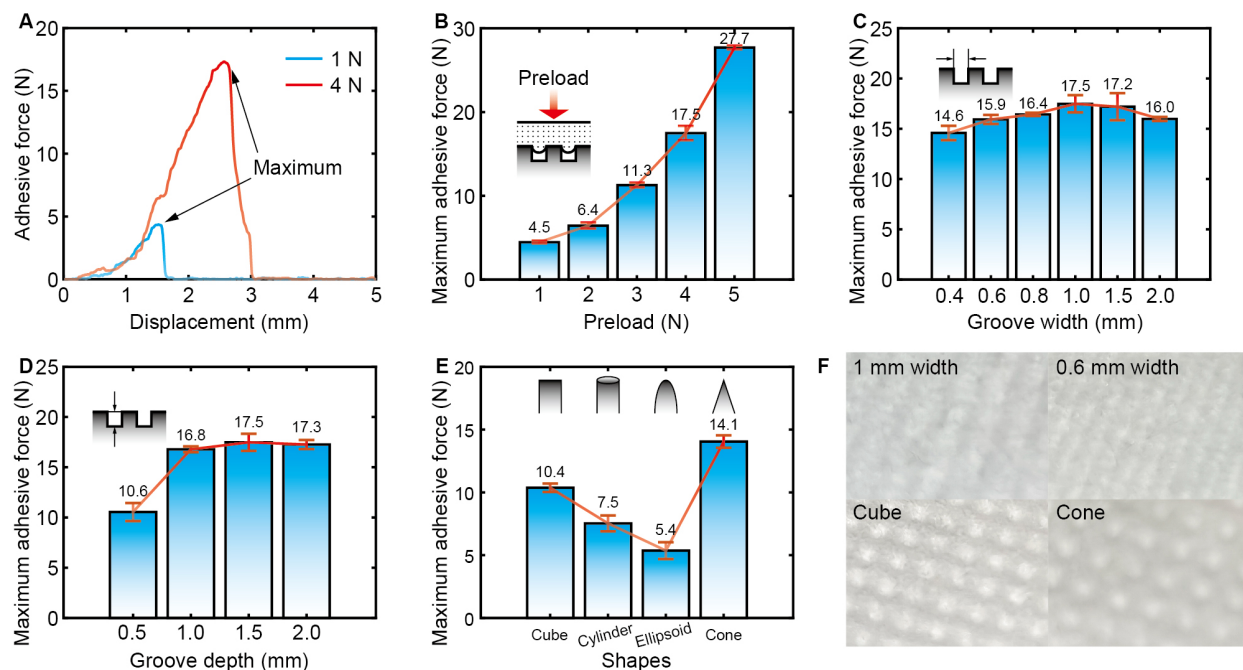 A
Adhesive force (N)
20
15
10
5
0
1 N
4 N
Maximum
0 1 2 3 4 5
Displacement (mm)
B
Maximum adhesive force (N)
30
20
10
0
Preload
4.5
6.4
11.3
17.5
27.7
1 2 3 4 5
Preload (N)
C
Maximum adhesive force (N)
25
20
15
10
5
0
14.6
15.9
16.4
17.5
17.2
16.0
0.4 0.6 0.8 1.0 1.5 2.0
Groove width (mm)
D
Maximum adhesive force (N)
25
20
15
10
5
0
10.6
16.8
17.5
17.3
0.5 1.0 1.5 2.0
Groove depth (mm)
E
Maximum adhesive force (N)
20
15
10
5
0
10.4
7.5
5.4
14.1
Cube Cylinder Ellipsoid Cone
Shapes
F
1 mm width
0.6 mm width
Cube
Cone